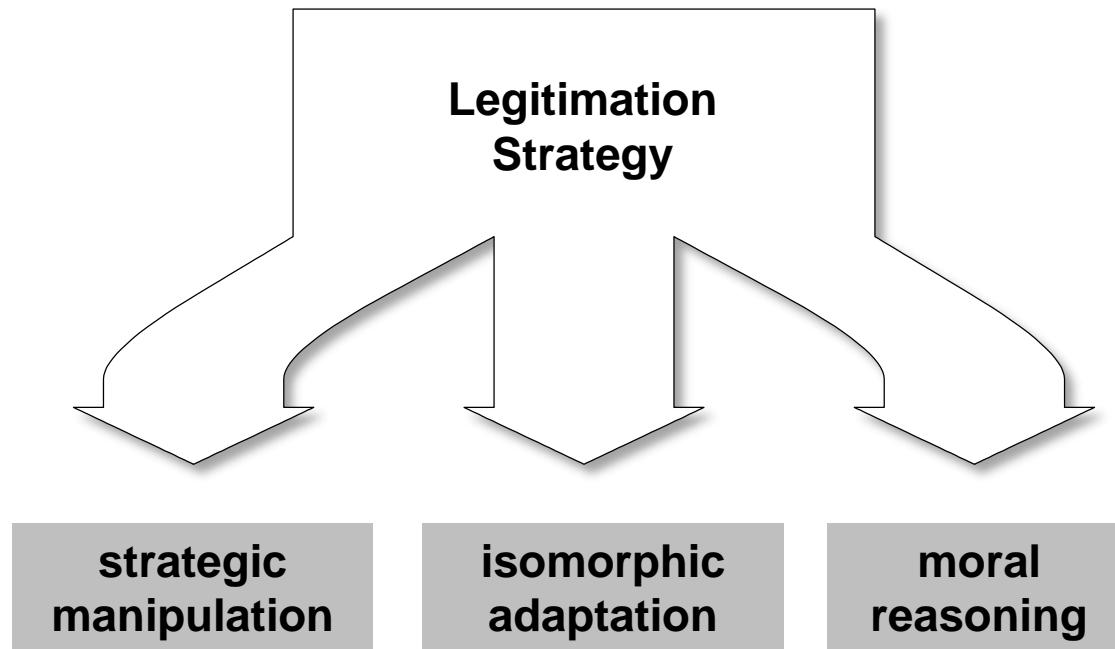 Legitimation
Strategy
strategic
manipulation
isomorphic
adaptation
moral
reasoning